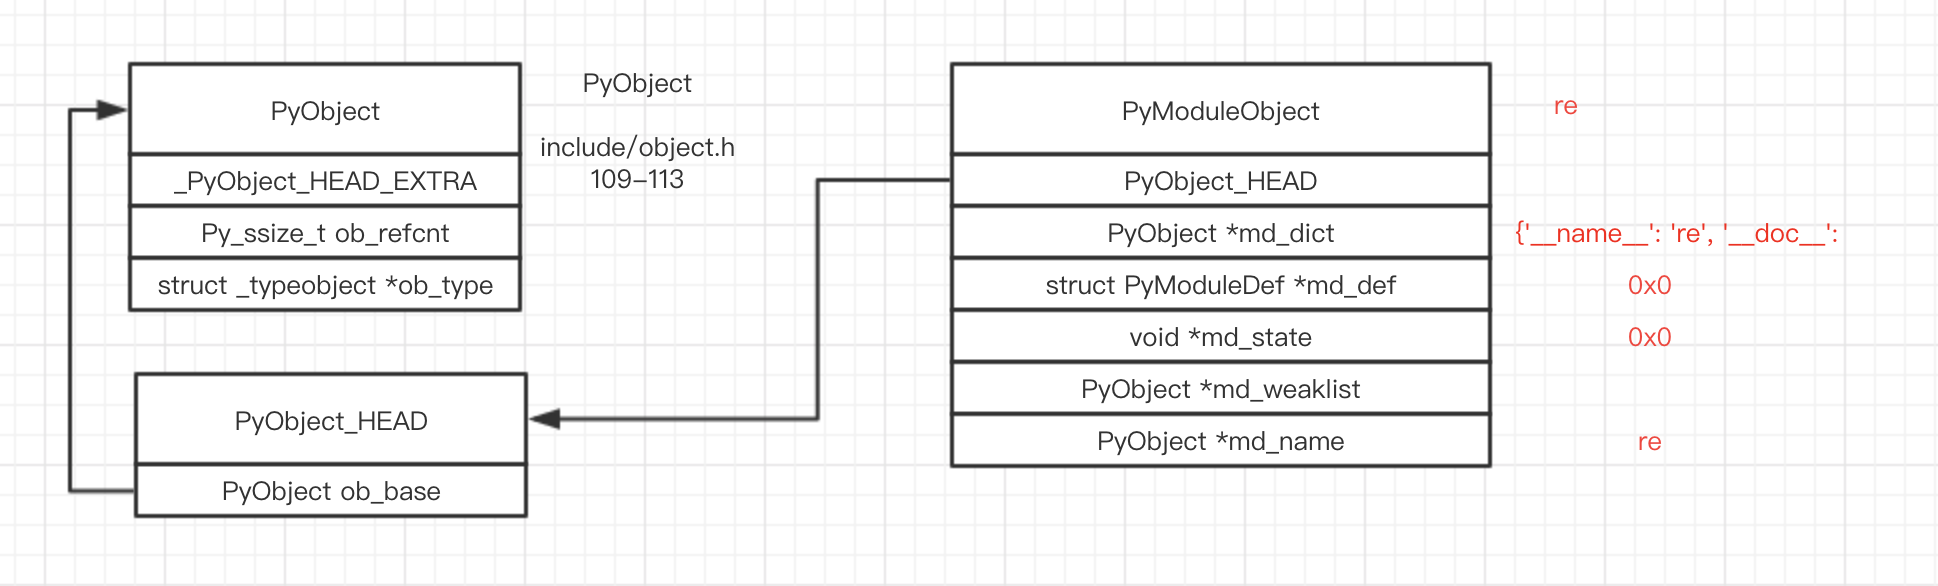 PyObject
_PyObject_HEAD_EXTRA
Py_ssize_t ob_refcnt
struct _typeobject *ob_type
PyObject
include/object.h
109-113
PyObject_HEAD
PyObject ob_base
PyModuleObject
re
PyObject_HEAD
PyObject *md_dict
{'__name__': 're', '__doc__':
struct PyModuleDef *md_def
0x0
void *md_state
0x0
PyObject *md_weaklist
PyObject *md_name
re